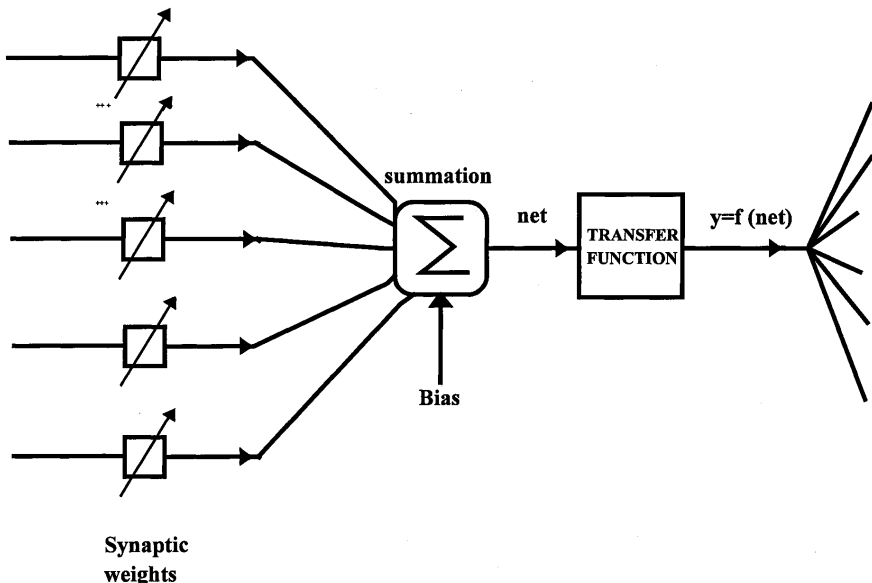 +++
+++
summation
Σ
net
TRANSFER
FUNCTION
y=f (net)
Bias
Synaptic
weights